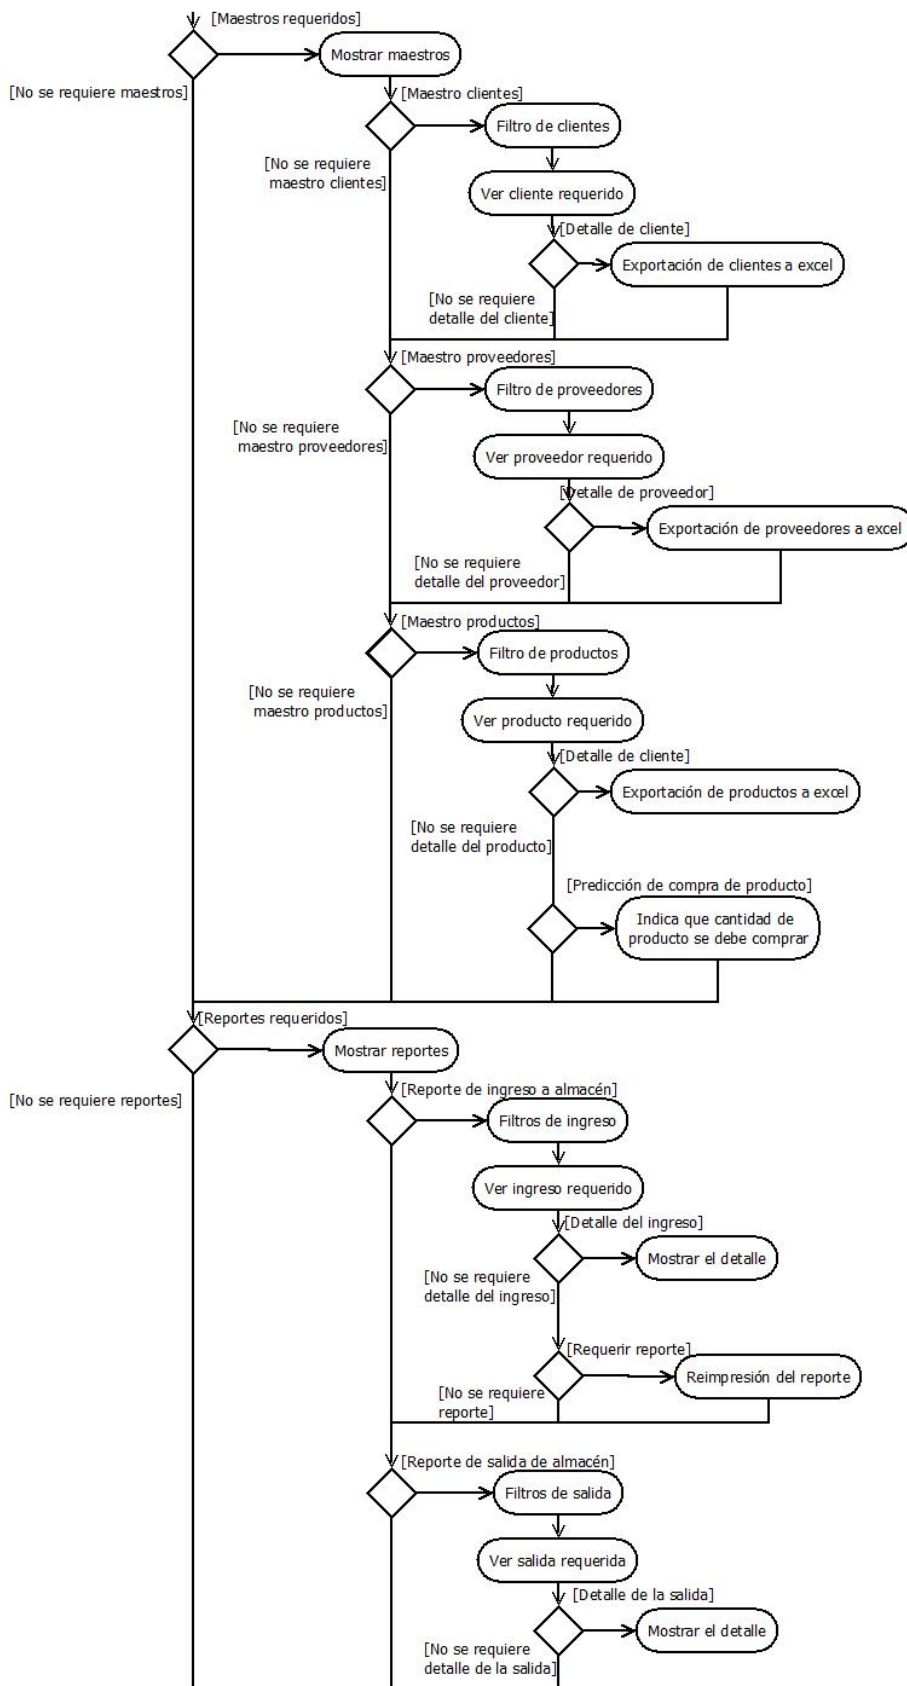 [Maestros requeridos]
Mostrar maestros
[No se requiere maestros]
[Maestro clientes]
Filtro de clientes
[No se requiere
maestro clientes]
Ver cliente requerido
[Detalle de cliente]
Exportación de clientes a excel
[No se requiere
detalle del cliente]
[Maestro proveedores]
Filtro de proveedores
[No se requiere
maestro proveedores]
Ver proveedor requerido
[Detalle de proveedor]
Exportación de proveedores a excel
[No se requiere
detalle del proveedor]
[Maestro productos]
Filtro de productos
[No se requiere
maestro productos]
Ver producto requerido
[Detalle de cliente]
Exportación de productos a excel
[No se requiere
detalle del producto]
[Predicción de compra de producto]
Indica que cantidad de
producto se debe comprar
[Reportes requeridos]
Mostrar reportes
[No se requiere reportes]
[Reporte de ingreso a almacén]
Filtros de ingreso
Ver ingreso requerido
[Detalle del ingreso]
Mostrar el detalle
[No se requiere
detalle del ingreso]
[Requerir reporte]
Reimpresión del reporte
[No se requiere
reporte]
[Reporte de salida de almacén]
Filtros de salida
Ver salida requerida
[Detalle de la salida]
Mostrar el detalle
[No se requiere
detalle de la salida]